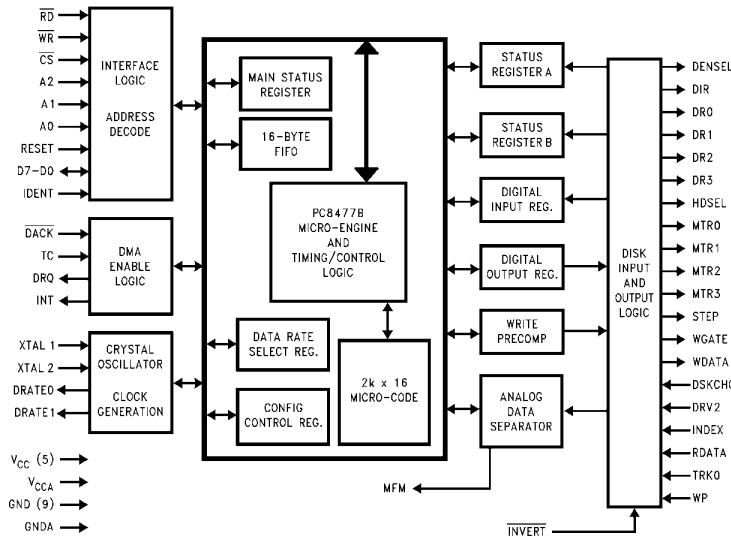 RD
WR
CS
A2
A1
A0
RESET
D7-D0
IDENT
INTERFACE
LOGIC
ADDRESS
DECODE
DACK
TC
DRQ
INT
DMA
ENABLE
LOGIC
XTAL 1
XTAL 2
DRATE0
DRATE1
CRYSTAL
OSCILLATOR
CLOCK
GENERATION
VCC (5)
VCCA
GND (9)
GNDA
MAIN STATUS
REGISTER
16-BYTE
FIFO
PC8477B
MICRO-ENGINE
AND
TIMING/CONTROL
LOGIC
DATA RATE
SELECT REG.
CONFIG
CONTROL REG.
2k x 16
MICRO-CODE
STATUS
REGISTER A
STATUS
REGISTER B
DIGITAL
INPUT REG.
DIGITAL
OUTPUT REG.
WRITE
PRECOMP
ANALOG
DATA
SEPARATOR
MFM
DISK
INPUT
AND
OUTPUT
LOGIC
INVERT
DENSEL
DIR
DR0
DR1
DR2
DR3
HDSEL
MTR0
MTR1
MTR2
MTR3
STEP
WGATE
WDATA
DSKCHG
DRV2
INDEX
RDATA
TRK0
WP